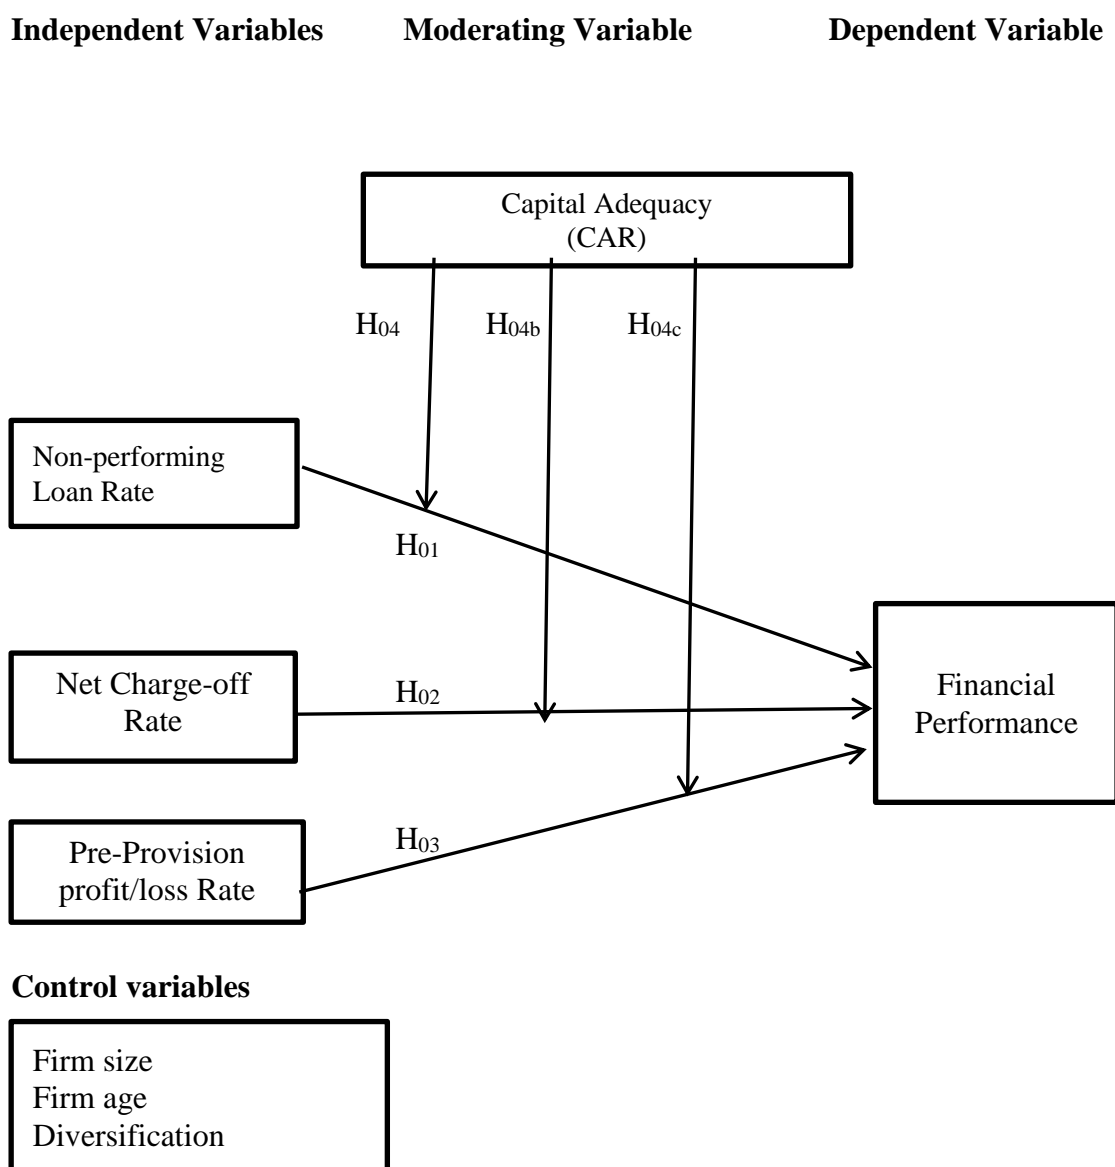 Independent Variables Moderating Variable Dependent Variable
Capital Adequacy
(CAR)
H04 H04b H04c
Non-performing
Loan Rate
H01
Net Charge-off
Rate
H02
Financial
Performance
Pre-Provision
profit/loss Rate
H03
Control variables
Firm size
Firm age
Diversification